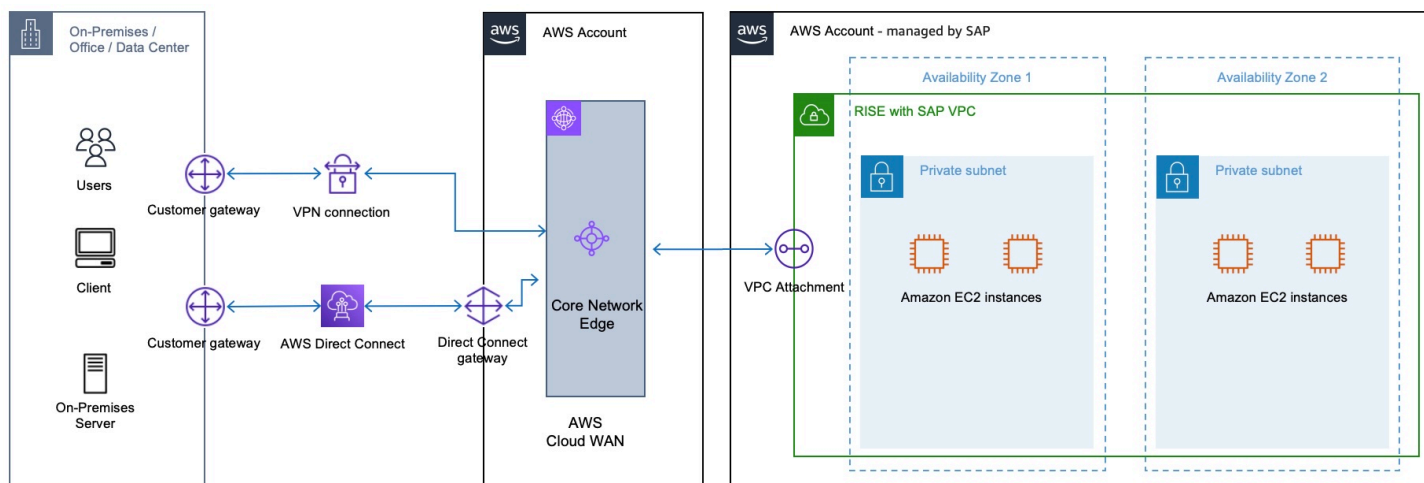 On-Premises /
Office / Data Center
Users
Client
On-Premises
Server
Customer gateway
VPN connection
Customer gateway
AWS Direct Connect
Direct Connect
gateway
aws
AWS Account
Core Network
Edge
AWS
Cloud WAN
aws
AWS Account - managed by SAP
VPC Attachment
RISE with SAP VPC
Availability Zone 1
Private subnet
Amazon EC2 instances
Availability Zone 2
Private subnet
Amazon EC2 instances